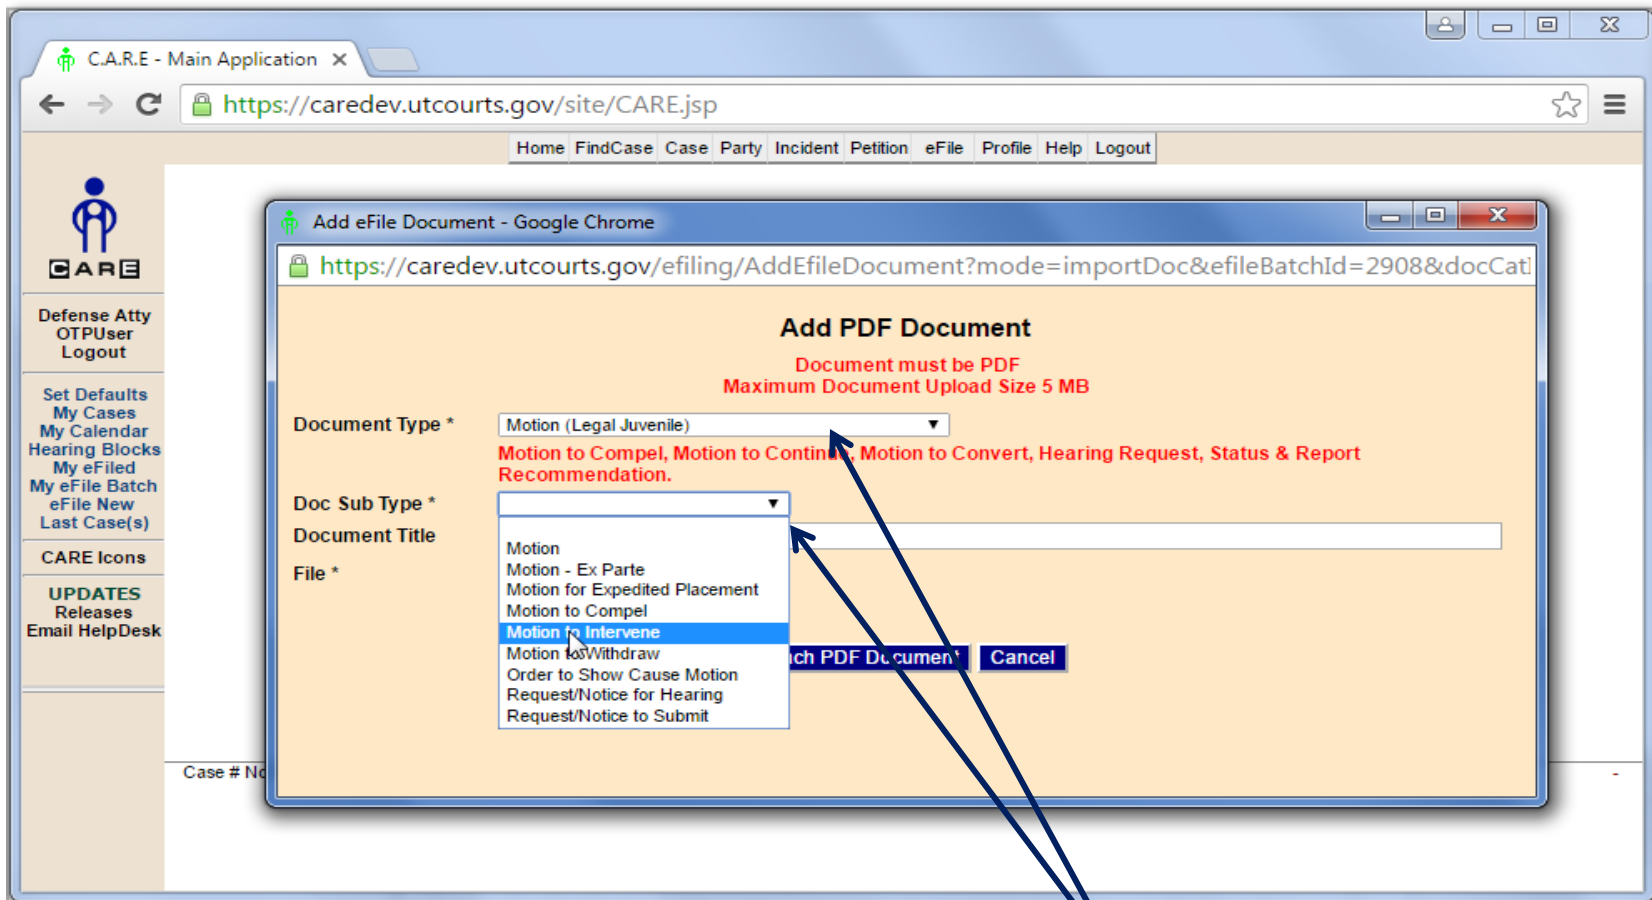 C.A.R.E - Main Application
https://caredev.utcourts.gov/site/CARE.jsp
Home FindCase Case Party Incident Petition eFile Profile Help Logout
CARE
Defense Atty
OTPUser
Logout
Set Defaults
My Cases
My Calendar
Hearing Blocks
My eFiled
My eFile Batch
eFile New
Last Case(s)
CARE Icons
UPDATES
Releases
Email HelpDesk
Add eFile Document - Google Chrome
https://caredev.utcourts.gov/efiling/AddEfileDocument?mode=importDoc&efileBatchId=2908&docCat
Add PDF Document
Document must be PDF
Maximum Document Upload Size 5 MB
Document Type * Motion (Legal Juvenile)
Motion to Compel, Motion to Continue, Motion to Convert, Hearing Request, Status & Report
Recommendation.
Doc Sub Type *
Document Title
File *
Motion
Motion - Ex Parte
Motion for Expedited Placement
Motion to Compel
Motion to Intervene
Motion to Withdraw
Order to Show Cause Motion
Request/Notice for Hearing
Request/Notice to Submit
ch PDF Document Cancel
Case # No -